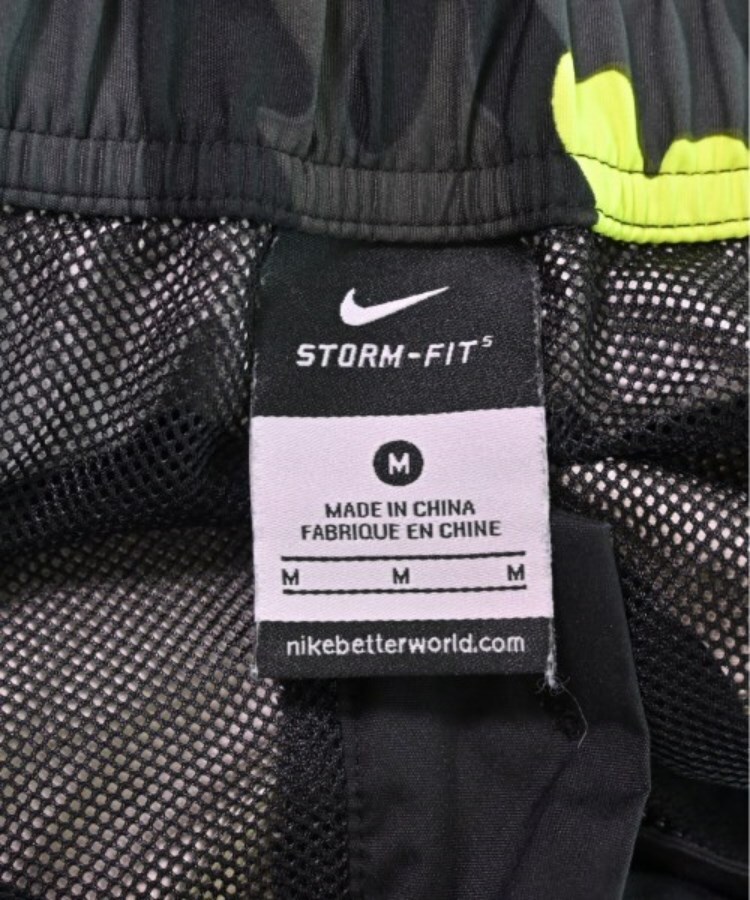 STORM-FIT5
M
MADE IN CHINA
FABRIQUE EN CHINE
M M M
nikebetterworld.com